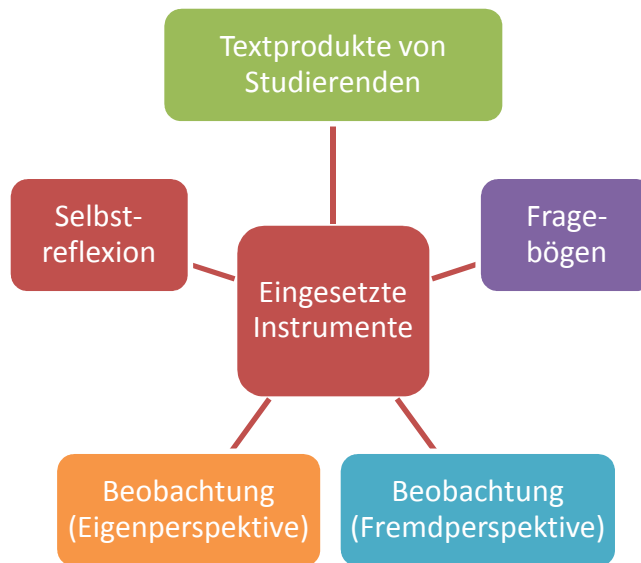 Textprodukte von
Studierenden
Selbst-
reflexion
Frage-
bögen
Eingesetzte
Instrumente
Beobachtung
(Eigenperspektive)
Beobachtung
(Fremdperspektive)